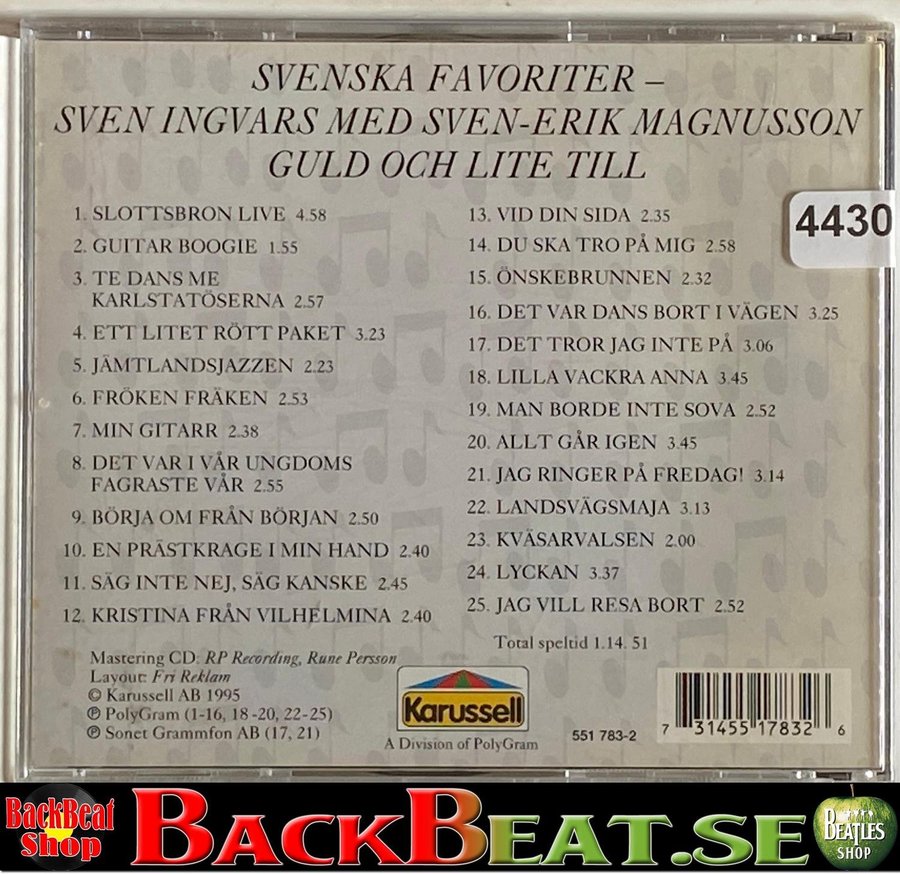 SVENSKA FAVORITER –
SVEN INGVARS MED SVEN-ERIK MAGNUSSON
GULD OCH LITE TILL
1. SLOTTSBRON LIVE 4.58
2. GUITAR BOOGIE 1.55
3. TE DANS ME
KARLSTATÖSERNA 2.57
4. ETT LITET RÖTT PAKET 3.23
5. JÄMTLANDSJAZZEN 2.23
6. FRÖKEN FRÄKEN 2.53
7. MIN GITARR 2.38
8. DET VAR I VÅR UNGDOMS
FAGRASTE VÅR 2.55
9. BÖRJA OM FRÅN BÖRJAN 2.50
10. EN PRÄSTKRAGE I MIN HAND 2.40
11. SÄG INTE NEJ, SÄG KANSKE 2.45
12. KRISTINA FRÅN VILHELMINA 2.40
13. VID DIN SIDA 2.35
14. DU SKA TRO PÅ MIG 2.58
15. ÖNSKEBRUNNEN 2.32
16. DET VAR DANS BORT I VÄGEN 3.25
17. DET TROR JAG INTE PÅ 3.06
18. LILLA VACKRA ANNA 3.45
19. MAN BORDE INTE SOVA 2.52
20. ALLT GÅR IGEN 3.45
21. JAG RINGER PÅ FREDAG! 3.14
22. LANDSVÄGSMAJA 3.13
23. KVÄSARVALSEN 2.00
24. LYCKAN 3.37
25. JAG VILL RESA BORT 2.52
Total speltid 1.14. 51
4430
Mastering CD: RP Recording, Rune Persson
Layout: Fri Reklam
© Karussell AB 1995
℗ PolyGram (1-16, 18-20, 22-25)
℗ Sonet Grammfon AB (17, 21)
Karussell
A Division of PolyGram
551 783-2
7 31455 17832 6
BackBeat
Shop
BACKBEAT.SE
BEATLES
SHOP